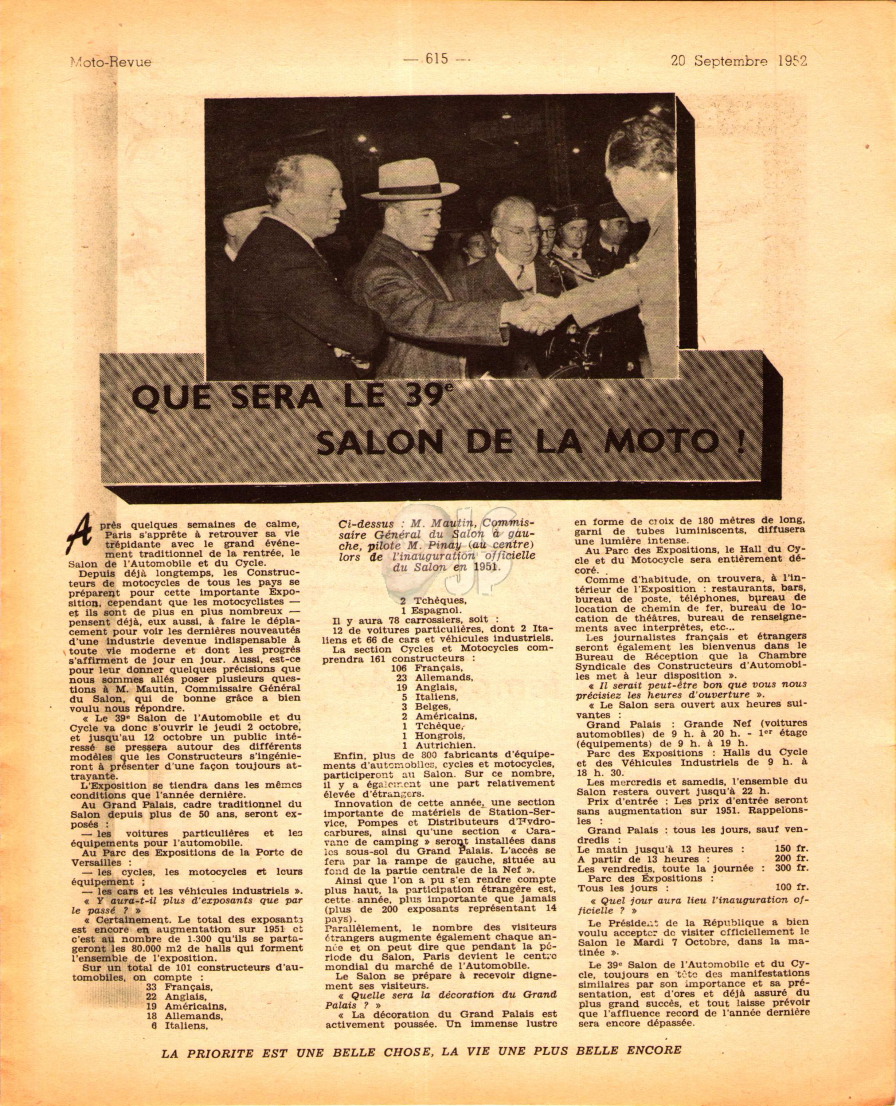 Moto-Revue
— 615 —
20 Septembre 1952
QUE SERA LE 39e
SALON DE LA MOTO !
Après quelques semaines de calme,
Paris s'apprête à retrouver sa vie
trépidante avec le grand événe-
ment traditionnel de la rentrée, le
Salon de l'Automobile et du Cycle.
Depuis déjà longtemps, les Construc-
teurs de motocycles de tous les pays se
préparent pour cette importante Expo-
sition, cependant que les motocyclistes —
et ils sont de plus en plus nombreux —
pensent déjà, eux aussi, à faire le dépla-
cement pour voir les dernières nouveautés
d'une industrie devenue indispensable à
toute vie moderne et dont les progrès
s'affirment de jour en jour. Aussi, est-ce
pour leur donner quelques précisions que
nous sommes allés poser plusieurs ques-
tions à M. Mautin, Commissaire Général
du Salon, qui de bonne grâce a bien
voulu nous répondre.
« Le 39e Salon de l'Automobile et du
Cycle va donc s'ouvrir le jeudi 2 octobre,
et jusqu'au 12 octobre un public inté-
ressé se pressera autour des différents
modèles que les Constructeurs s'ingénie-
ront à présenter d'une façon toujours at-
trayante.
L'Exposition se tiendra dans les mêmes
conditions que l'année dernière.
Au Grand Palais, cadre traditionnel du
Salon depuis plus de 50 ans, seront ex-
posés :
— les voitures particulières et les
équipements pour l'automobile.
Au Parc des Expositions de la Porte de
Versailles :
— les cycles, les motocycles et leurs
équipement ;
— les cars et les véhicules industriels ».
« Y aura-t-il plus d'exposants que par
le passé ? »
« Certainement. Le total des exposants
est encore en augmentation sur 1951 et
c'est au nombre de 1.300 qu'ils se parta-
geront les 80.000 m2 de halls qui forment
l'ensemble de l'exposition.
Sur un total de 101 constructeurs d'au-
tomobiles, on compte :
33 Français,
22 Anglais,
19 Américains,
18 Allemands,
6 Italiens,
Ci-dessus : M. Mautin, Commis-
saire Général du Salon à gau-
che, pilote M. Pinay (au centre)
lors de l'inauguration officielle
du Salon en 1951.
2 Tchèques,
1 Espagnol.
Il y aura 78 carrossiers, soit :
12 de voitures particulières, dont 2 Ita-
liens et 66 de cars et véhicules industriels.
La section Cycles et Motocycles com-
prendra 161 constructeurs :
106 Français,
23 Allemands,
19 Anglais,
5 Italiens,
3 Belges,
2 Américains,
1 Tchèque,
1 Hongrois,
1 Autrichien.
Enfin, plus de 800 fabricants d'équipe-
ments d'automobiles, cycles et motocycles,
participeront au Salon. Sur ce nombre,
il y a également une part relativement
élevée d'étrangers.
Innovation de cette année, une section
importante de matériels de Station-Ser-
vice, Pompes et Distributeurs d'Hydro-
carbures, ainsi qu'une section « Cara-
vane de camping » seront installées dans
les sous-sol du Grand Palais. L'accès se
fera par la rampe de gauche, située au
fond de la partie centrale de la Nef ».
Ainsi que l'on a pu s'en rendre compte
plus haut, la participation étrangère est,
cette année, plus importante que jamais
(plus de 200 exposants représentant 14
pays).
Parallèlement, le nombre des visiteurs
étrangers augmente également chaque an-
née et on peut dire que pendant la pé-
riode du Salon, Paris devient le centre
mondial du marché de l'Automobile.
Le Salon se prépare à recevoir digne-
ment ses visiteurs.
« Quelle sera la décoration du Grand
Palais ? »
« La décoration du Grand Palais est
activement poussée. Un immense lustre
en forme de croix de 180 mètres de long,
garni de tubes luminiscents, diffusera
une lumière intense.
Au Parc des Expositions, le Hall du Cy-
cle et du Motocycle sera entièrement dé-
coré.
Comme d'habitude, on trouvera, à l'in-
térieur de l'Exposition : restaurants, bars,
bureau de poste, téléphones, bureau de
location de chemin de fer, bureau de lo-
cation de théâtres, bureau de renseigne-
ments avec interprètes, etc...
Les journalistes français et étrangers
seront également les bienvenus dans le
Bureau de Réception que la Chambre
Syndicale des Constructeurs d'Automobi-
les met à leur disposition ».
« Il serait peut-être bon que vous nous
précisiez les heures d'ouverture ».
« Le Salon sera ouvert aux heures sui-
vantes :
Grand Palais : Grande Nef (voitures
automobiles) de 9 h. à 20 h. - 1er étage
(équipements) de 9 h. à 19 h.
Parc des Expositions : Halls du Cycle
et des Véhicules Industriels de 9 h. à
18 h. 30.
Les mercredis et samedis, l'ensemble du
Salon restera ouvert jusqu'à 22 h.
Prix d'entrée : Les prix d'entrée seront
sans augmentation sur 1951. Rappelons-
les :
Grand Palais : tous les jours, sauf ven-
dredis :
Le matin jusqu'à 13 heures : 150 fr.
A partir de 13 heures : 200 fr.
Les vendredis, toute la journée : 300 fr.
Parc des Expositions :
Tous les jours : 100 fr.
« Quel jour aura lieu l'inauguration of-
ficielle ? »
Le Président de la République a bien
voulu accepter de visiter officiellement le
Salon le Mardi 7 Octobre, dans la ma-
tinée ».
Le 39e Salon de l'Automobile et du Cy-
cle, toujours en tête des manifestations
similaires par son importance et sa pré-
sentation, est d'ores et déjà assuré du
plus grand succès, et tout laisse prévoir
que l'affluence record de l'année dernière
sera encore dépassée.
LA PRIORITE EST UNE BELLE CHOSE, LA VIE UNE PLUS BELLE ENCORE